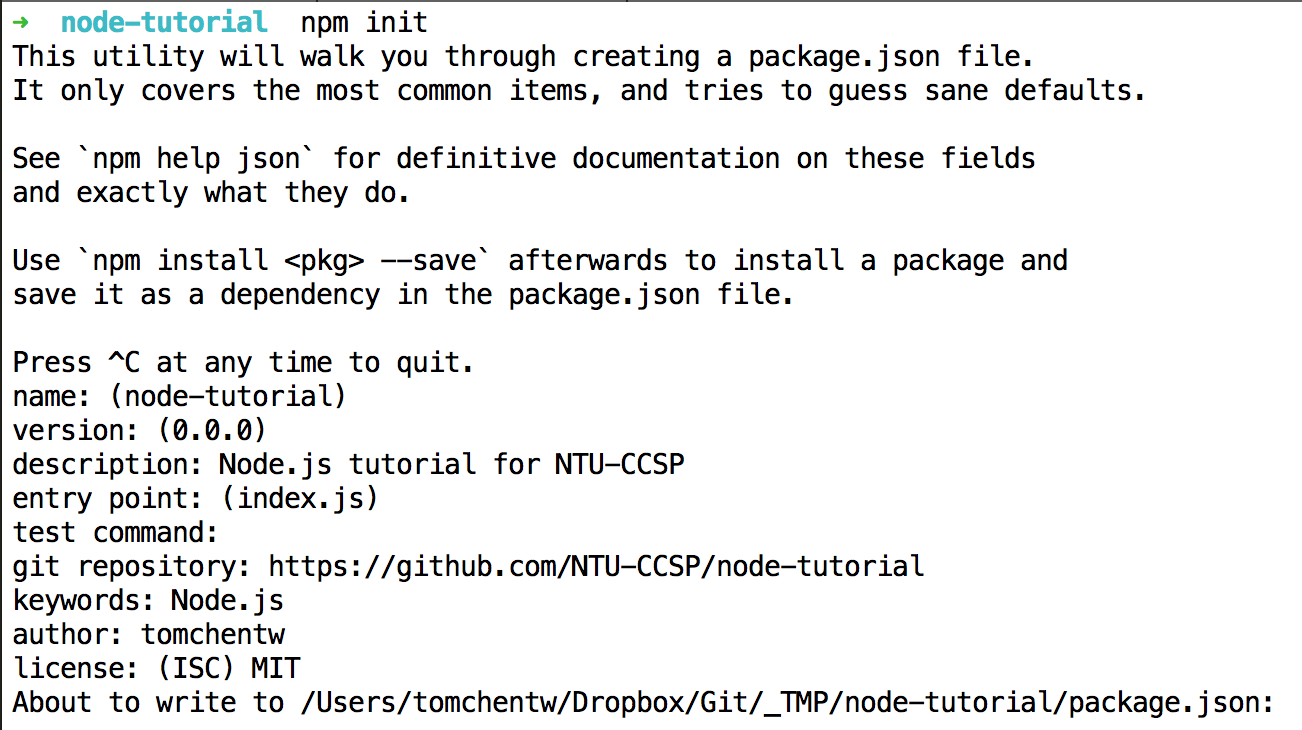 ➜  node-tutorial  npm init
This utility will walk you through creating a package.json file.
It only covers the most common items, and tries to guess sane defaults.
See `npm help json` for definitive documentation on these fields
and exactly what they do.
Use `npm install <pkg> --save` afterwards to install a package and
save it as a dependency in the package.json file.
Press ^C at any time to quit.
name: (node-tutorial)
version: (0.0.0)
description: Node.js tutorial for NTU-CCSP
entry point: (index.js)
test command:
git repository: https://github.com/NTU-CCSP/node-tutorial
keywords: Node.js
author: tomchentw
license: (ISC) MIT
About to write to /Users/tomchentw/Dropbox/Git/_TMP/node-tutorial/package.json: